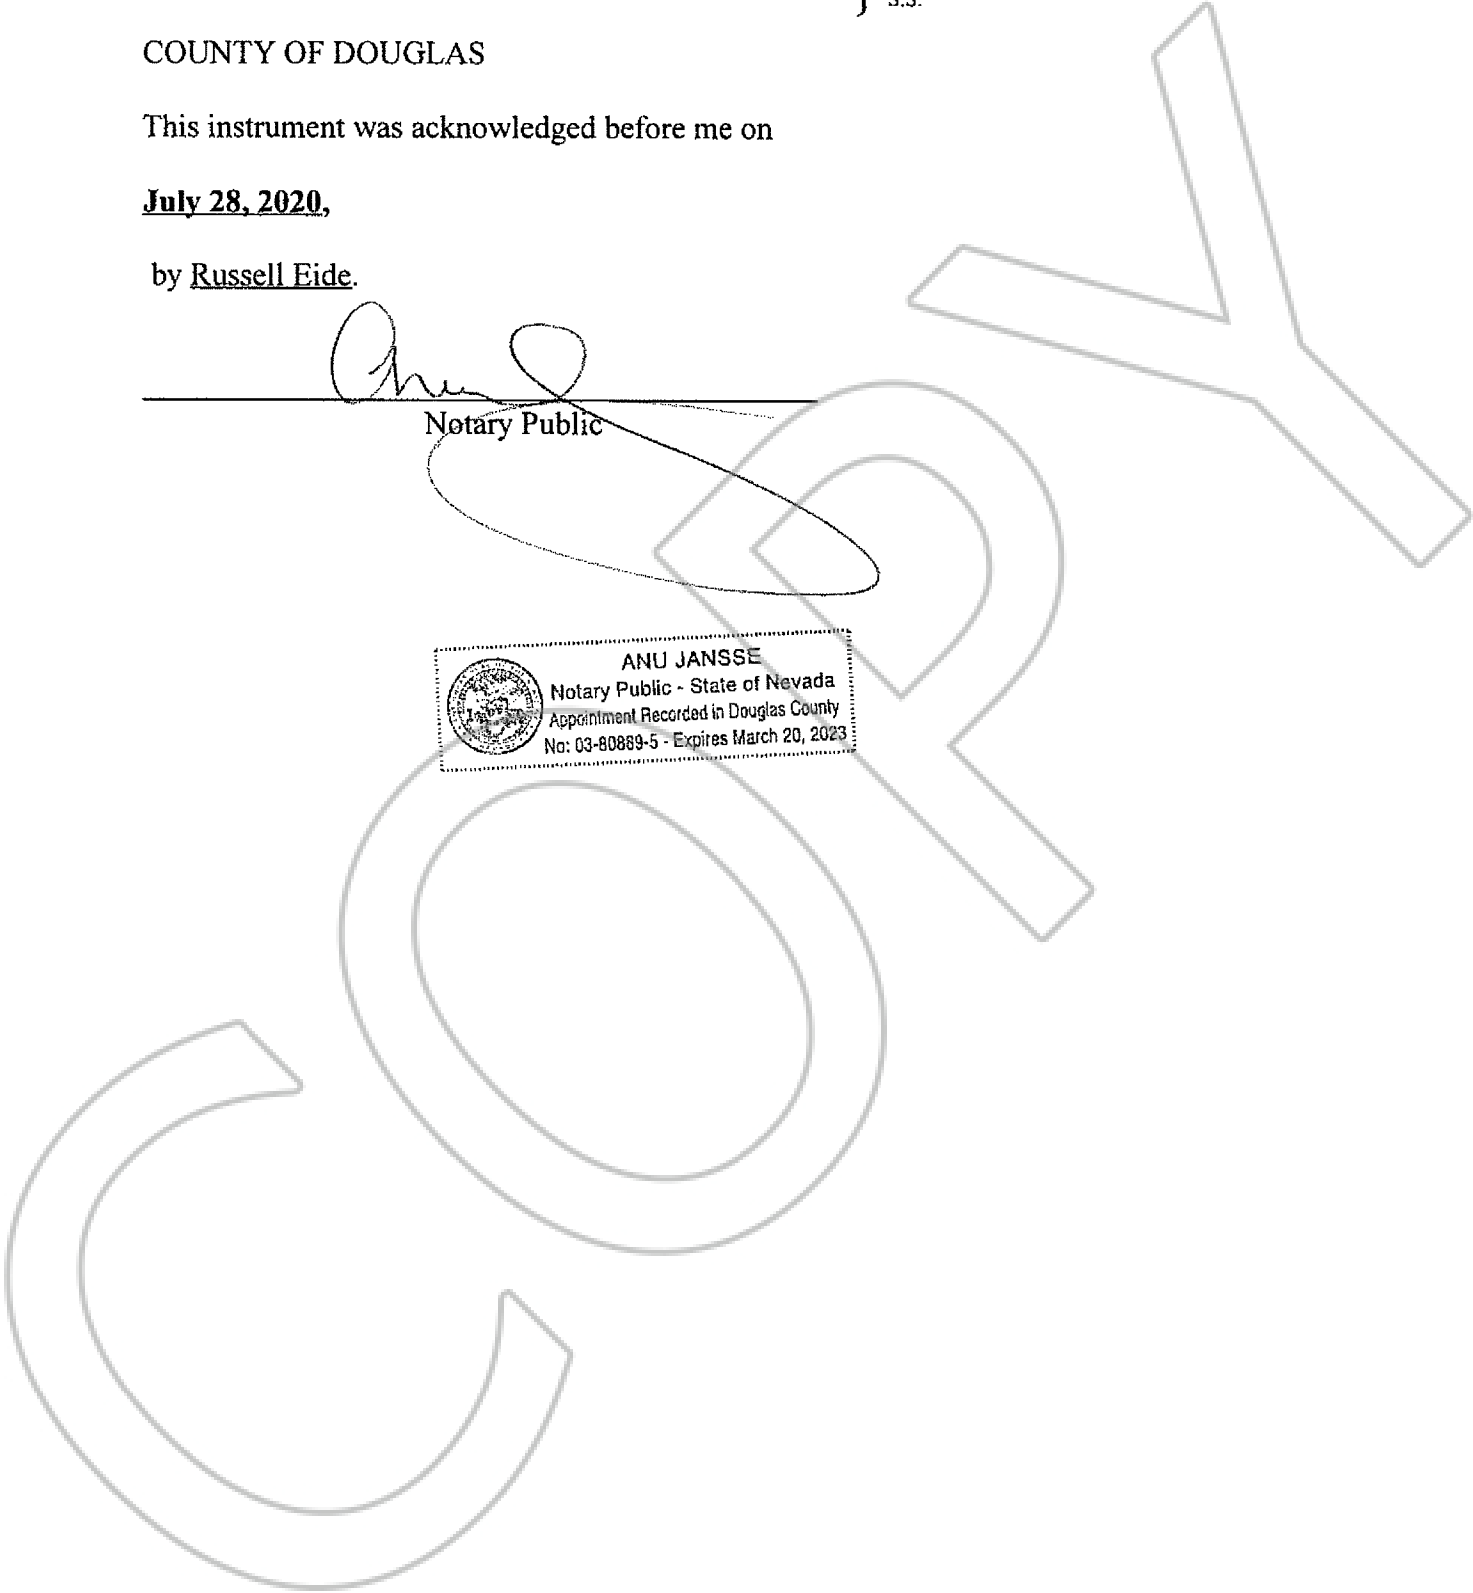 } s.s.
COUNTY OF DOUGLAS
This instrument was acknowledged before me on
July 28, 2020,
by Russell Eide.
Notary Public
ANU JANSSE
Notary Public - State of Nevada
Appointment Recorded in Douglas County
No: 03-80889-5 - Expires March 20, 2023
COPY